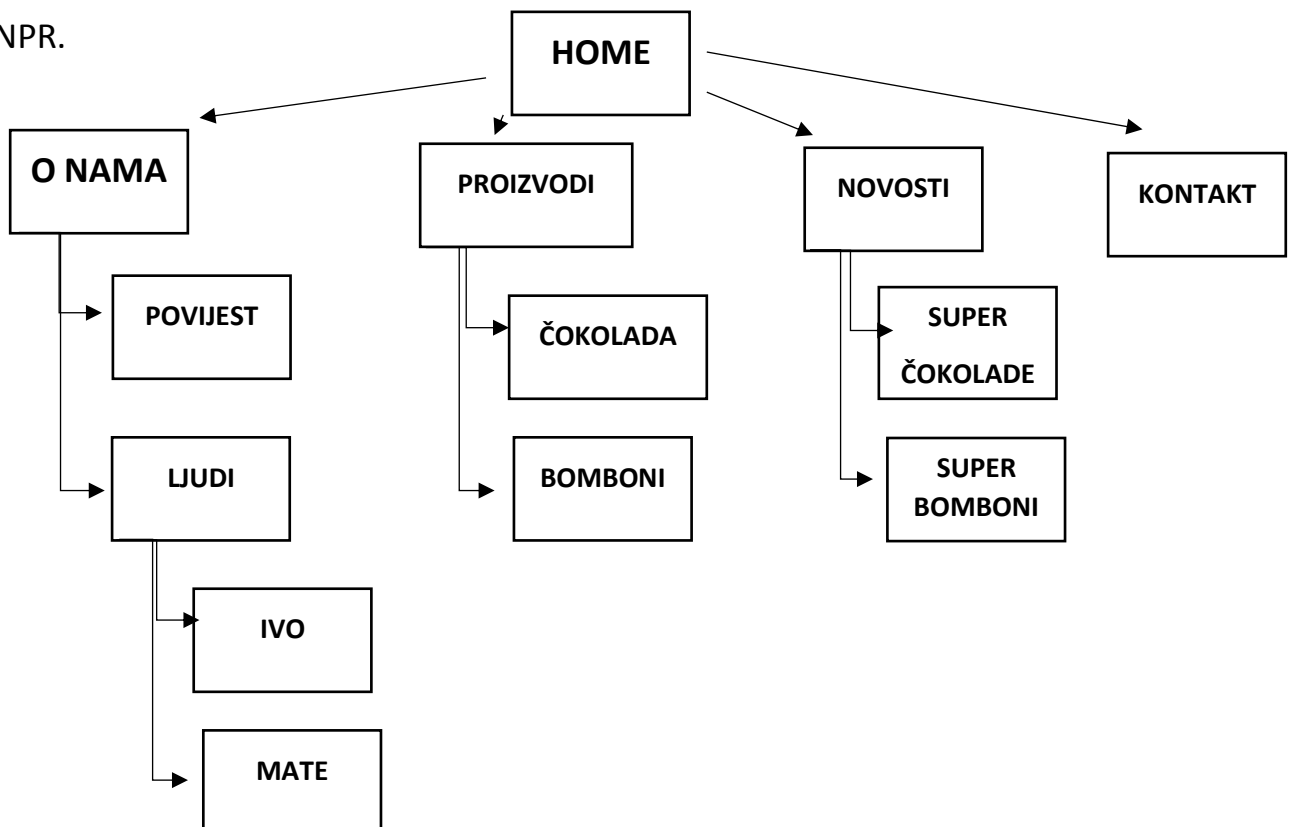 NPR.
HOME
O NAMA
PROIZVODI
NOVOSTI
KONTAKT
POVIJEST
ČOKOLADA
SUPER
ČOKOLADE
LJUDI
BOMBONI
SUPER
BOMBONI
IVO
MATE